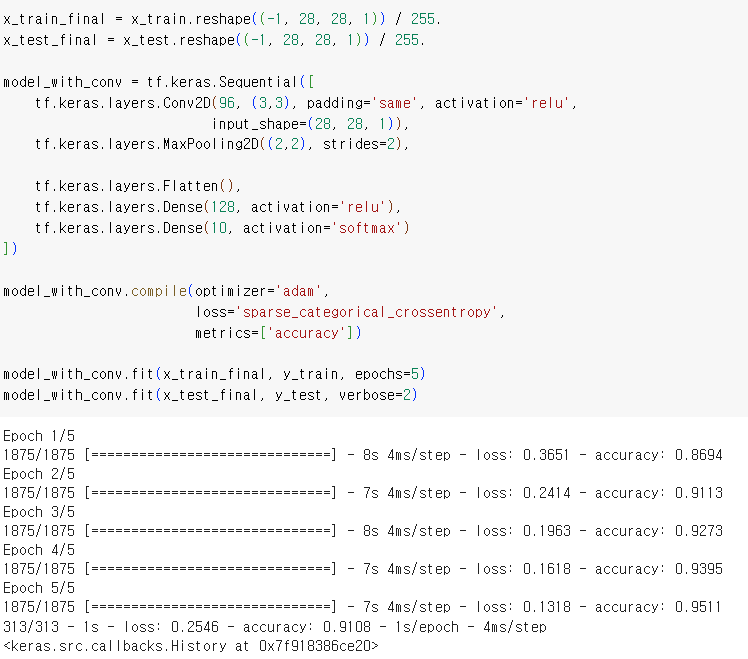 x_train_final = x_train.reshape((-1, 28, 28, 1)) / 255.
x_test_final = x_test.reshape((-1, 28, 28, 1)) / 255.

model_with_conv = tf.keras.Sequential([
    tf.keras.layers.Conv2D(96, (3,3), padding='same', activation='relu',
                          input_shape=(28, 28, 1)),
    tf.keras.layers.MaxPooling2D((2,2), strides=2),

    tf.keras.layers.Flatten(),
    tf.keras.layers.Dense(128, activation='relu'),
    tf.keras.layers.Dense(10, activation='softmax')
])

model_with_conv.compile(optimizer='adam',
                        loss='sparse_categorical_crossentropy',
                        metrics=['accuracy'])

model_with_conv.fit(x_train_final, y_train, epochs=5)
model_with_conv.fit(x_test_final, y_test, verbose=2)

Epoch 1/5
1875/1875 [==============================] - 8s 4ms/step - loss: 0.3651 - accuracy: 0.8694
Epoch 2/5
1875/1875 [==============================] - 7s 4ms/step - loss: 0.2414 - accuracy: 0.9113
Epoch 3/5
1875/1875 [==============================] - 8s 4ms/step - loss: 0.1963 - accuracy: 0.9273
Epoch 4/5
1875/1875 [==============================] - 7s 4ms/step - loss: 0.1618 - accuracy: 0.9395
Epoch 5/5
1875/1875 [==============================] - 7s 4ms/step - loss: 0.1318 - accuracy: 0.9511
313/313 - 1s - loss: 0.2546 - accuracy: 0.9108 - 1s/epoch - 4ms/step
<keras.src.callbacks.History at 0x7f918386ce20>